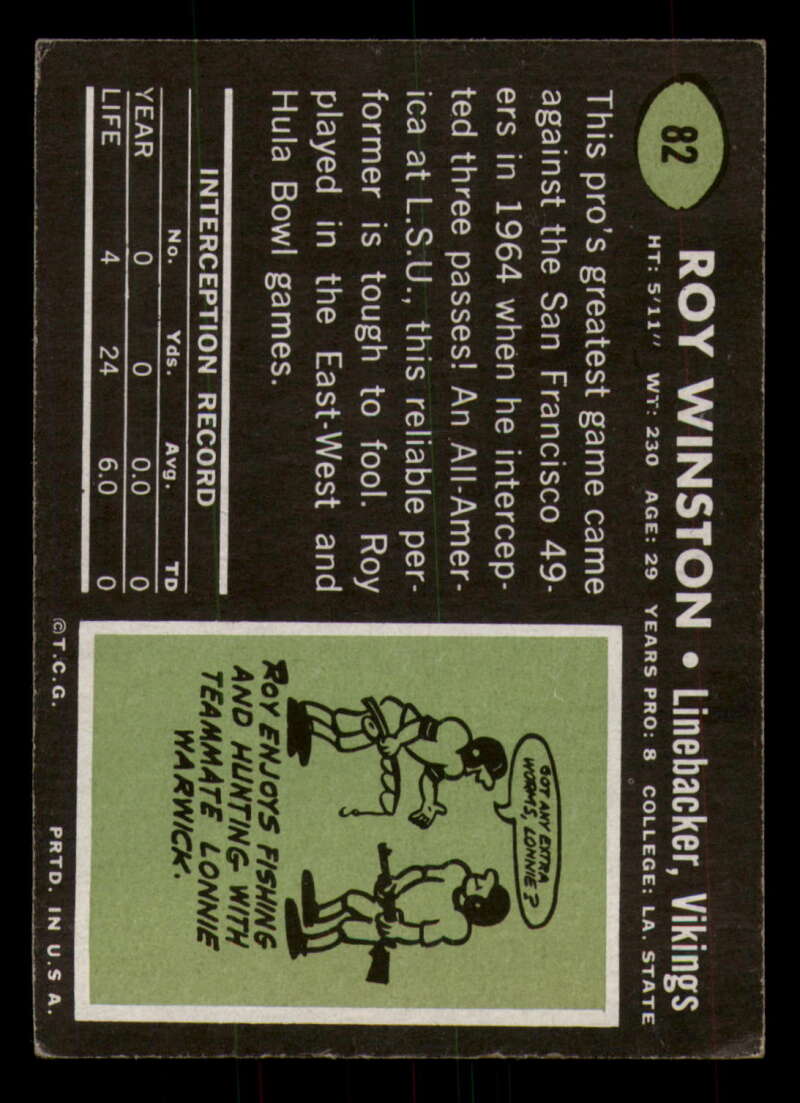 82
ROY WINSTON • Linebacker, Vikings
HT: 5'11" WT: 230 AGE: 29 YEARS PRO: 8 COLLEGE: LA. STATE
This pro's greatest game came
against the San Francisco 49-
ers in 1964 when he intercep-
ted three passes! An All-Amer-
ica at L.S.U., this reliable per-
former is tough to fool. Roy
played in the East-West and
Hula Bowl games.
INTERCEPTION RECORD
No. Yds. Avg. TD
YEAR 0 0 0.0 0
LIFE 4 24 6.0 0
GOT ANY EXTRA
WORMS, LONNIE?
ROY ENJOYS FISHING
AND HUNTING WITH
TEAMMATE LONNIE
WARWICK.
©T.C.G. PRTD. IN U.S.A.